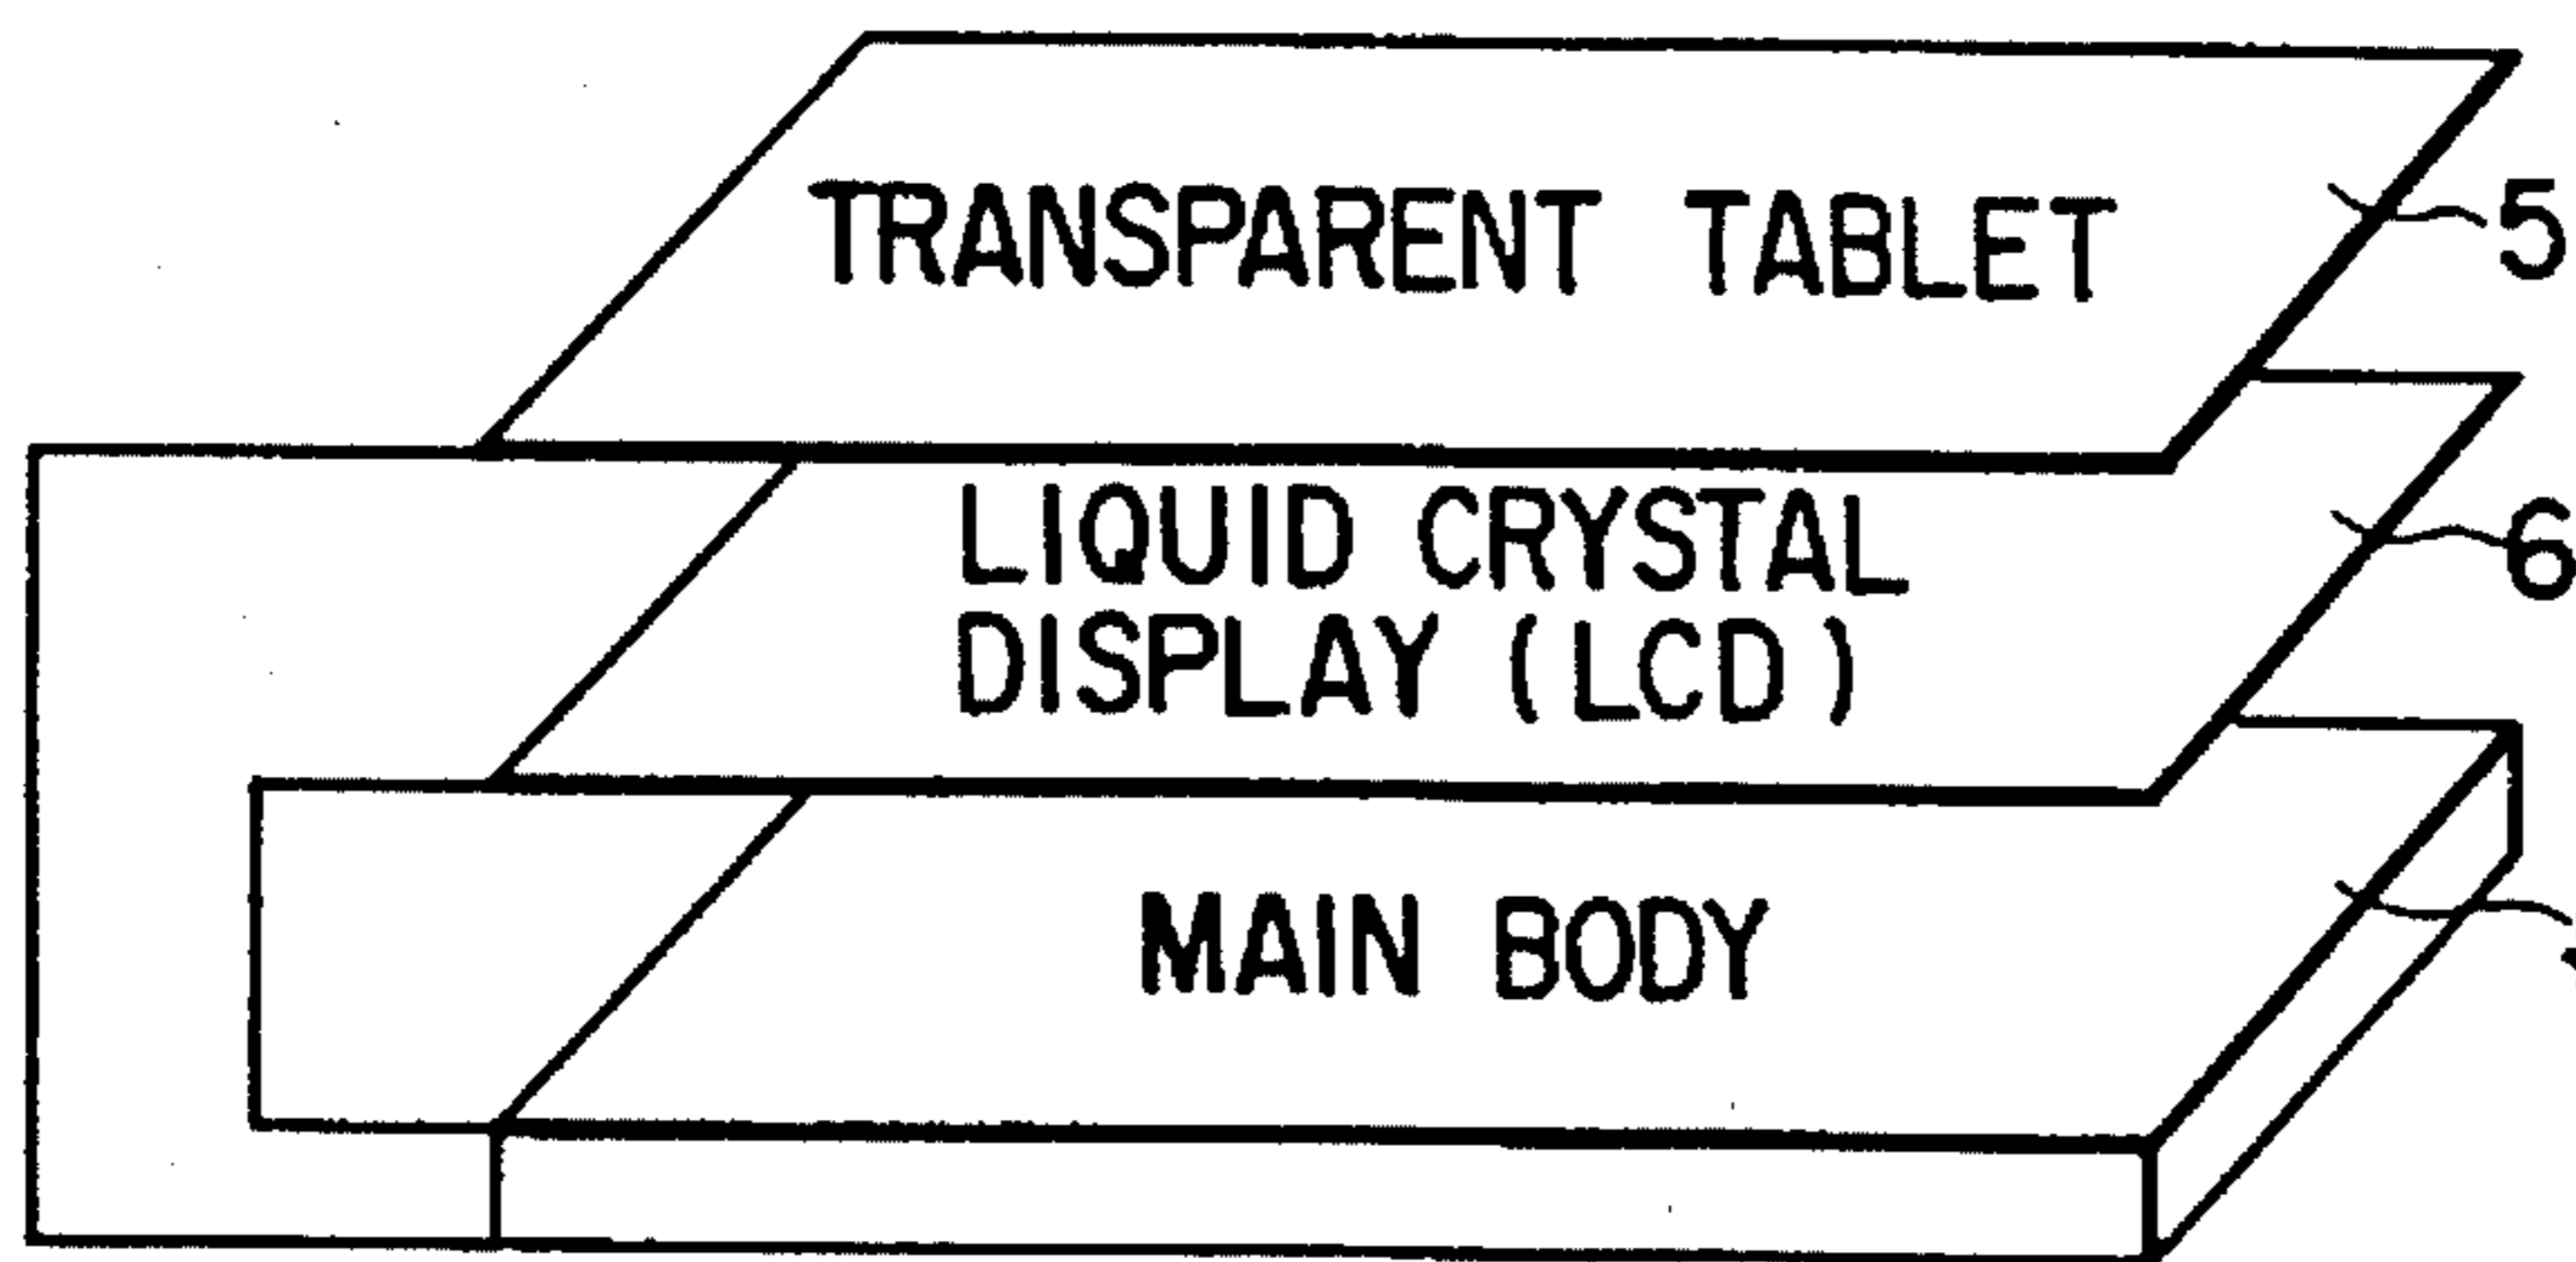 TRANSPARENT TABLET
5
LIQUID CRYSTAL
DISPLAY (LCD)
6
MAIN BODY